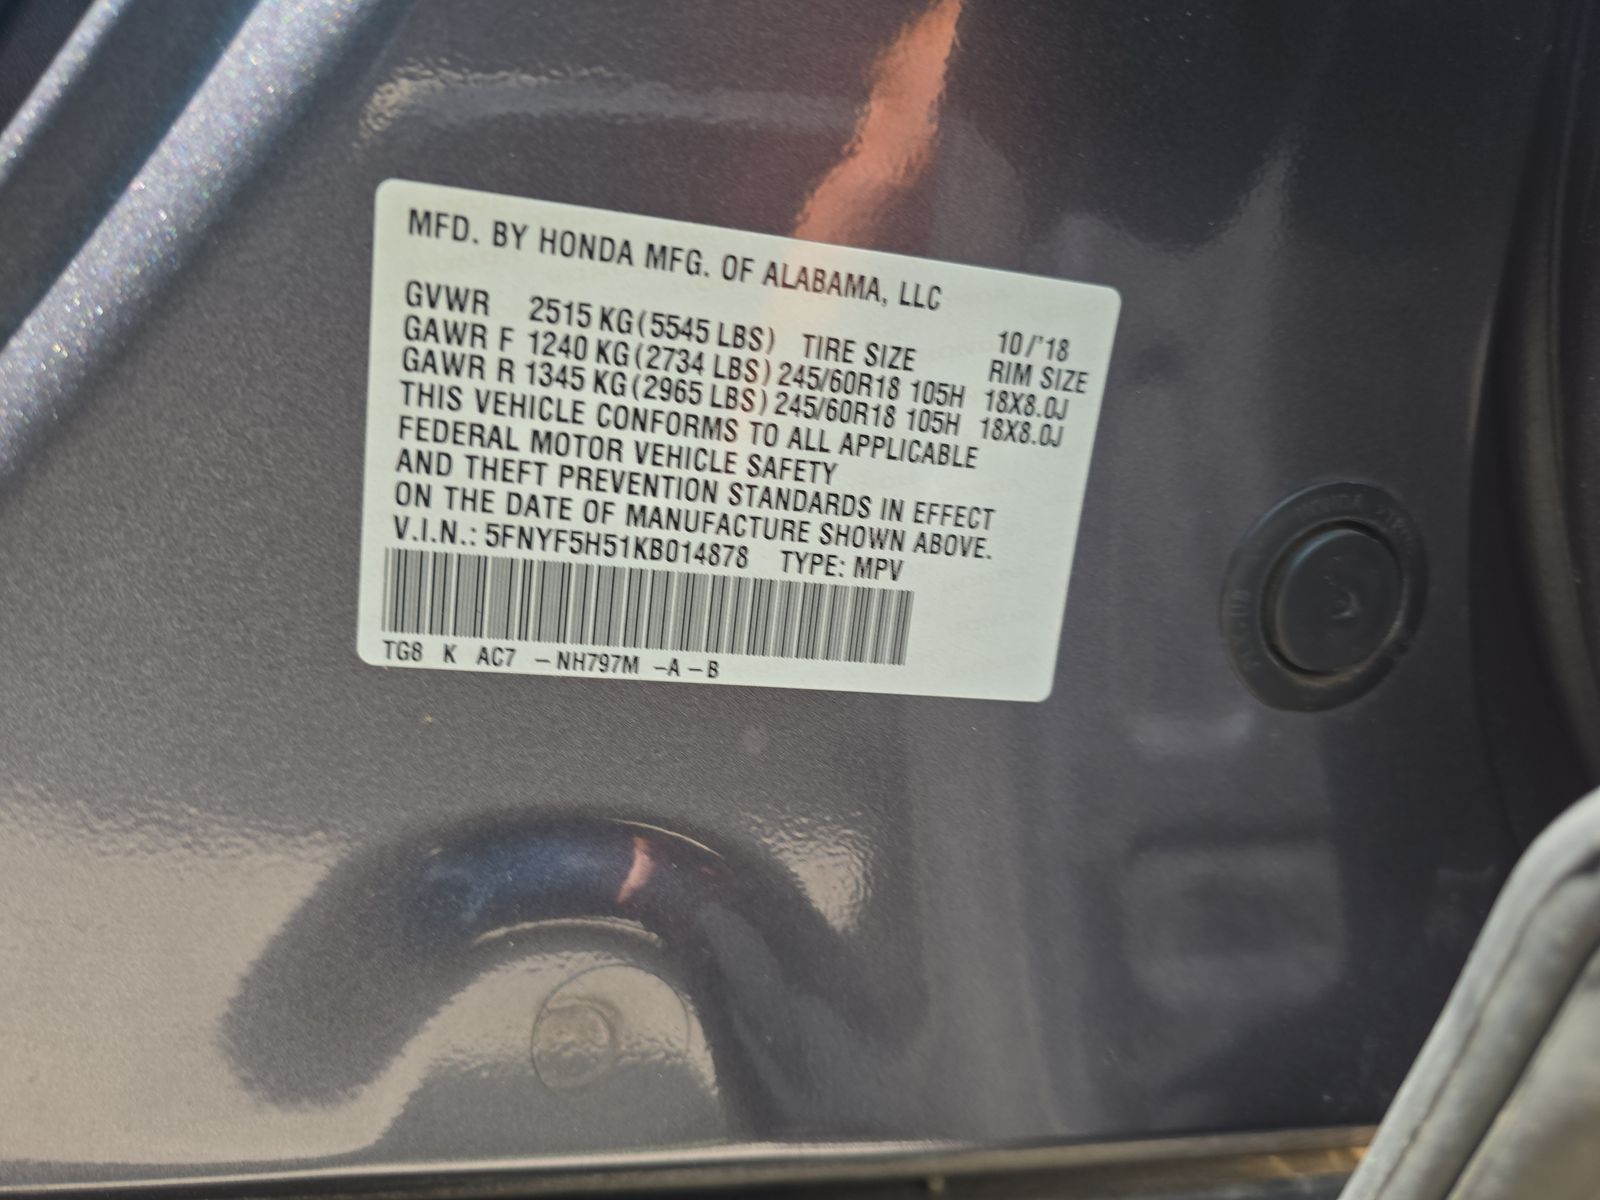 MFD. BY HONDA MFG. OF ALABAMA, LLC
10/'18
GVWR 2515 KG(5545 LBS) TIRE SIZE RIM SIZE
GAWR F 1240 KG(2734 LBS) 245/60R18 105H 18X8.0J
GAWR R 1345 KG(2965 LBS) 245/60R18 105H 18X8.0J
THIS VEHICLE CONFORMS TO ALL APPLICABLE
FEDERAL MOTOR VEHICLE SAFETY
AND THEFT PREVENTION STANDARDS IN EFFECT
ON THE DATE OF MANUFACTURE SHOWN ABOVE.
V.I.N.: 5FNYF5H51KB014878 TYPE: MPV
TG8 K AC7 -NH797M -A -B